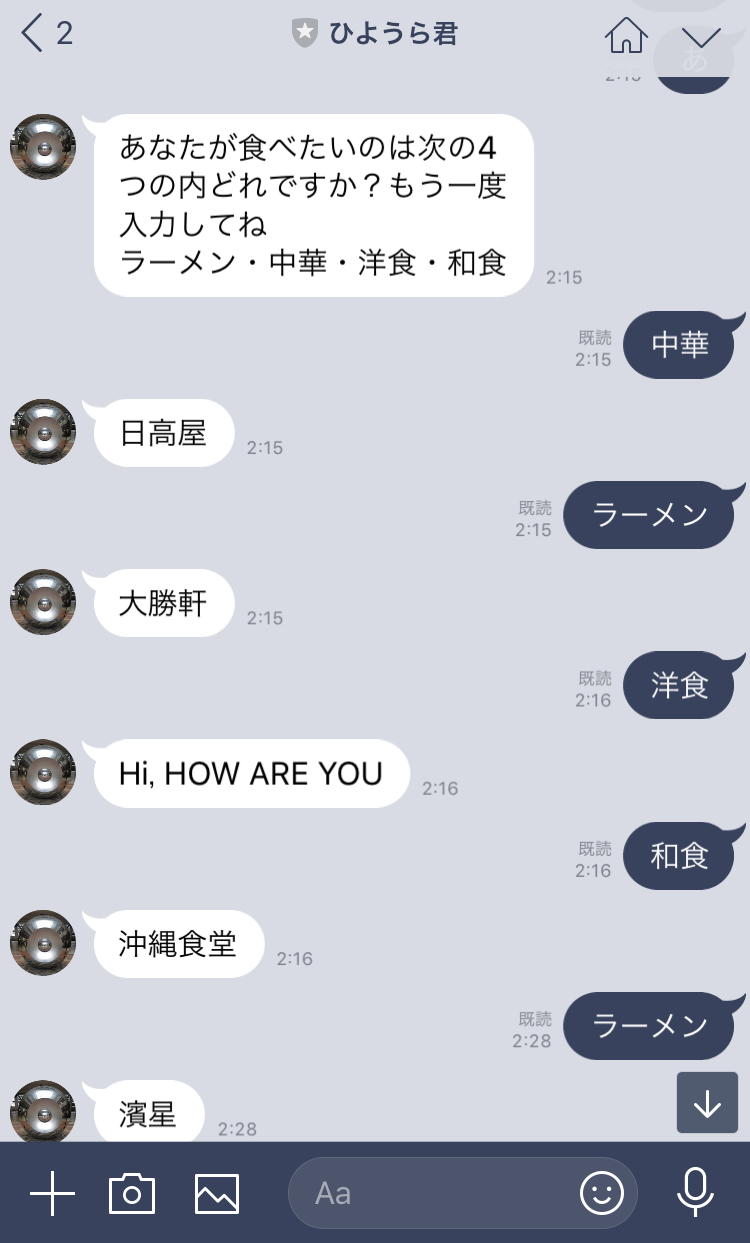 2
ひようら君
あ
2:15
あなたが食べたいのは次の4
つの内どれですか？もう一度
入力してね
ラーメン・中華・洋食・和食
2:15
既読
2:15
中華
日高屋
2:15
既読
2:15
ラーメン
大勝軒
2:15
既読
2:16
洋食
Hi, HOW ARE YOU
2:16
既読
2:16
和食
沖縄食堂
2:16
既読
2:28
ラーメン
濱星
2:28
Aa